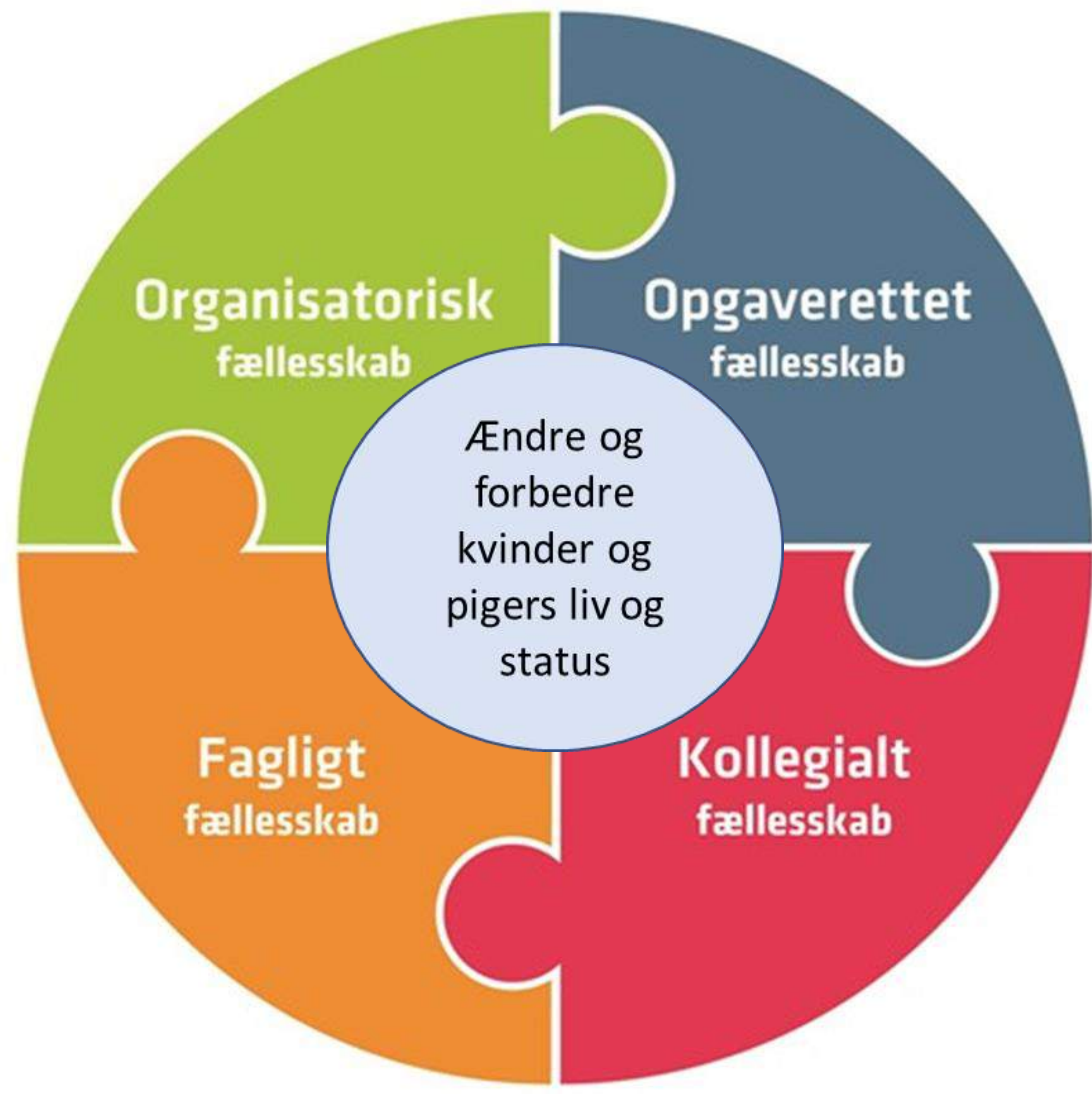 Organisatorisk
fællesskab
Opgaverettet
fællesskab
Ændre og
forbedre
kvinder og
pigers liv og
status
Fagligt
fællesskab
Kollegialt
fællesskab